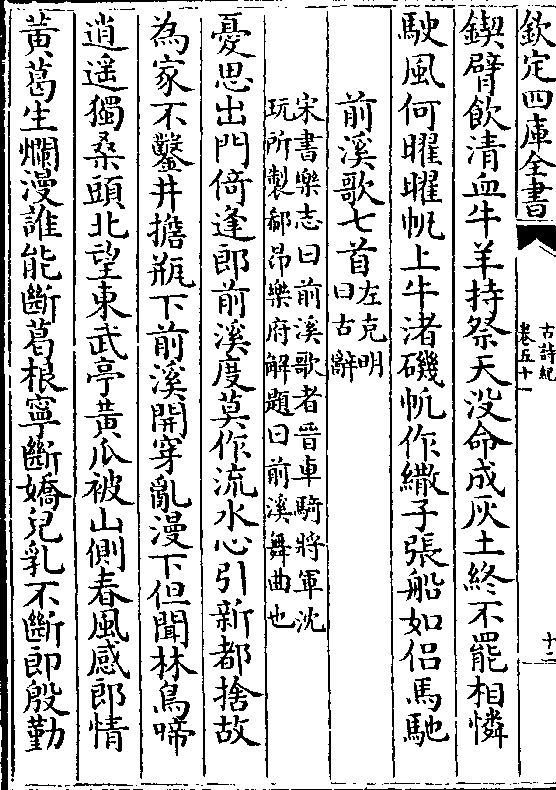 欽定四庫全書
古詩紀
卷五十一
十二
鍥臂飲清血牛羊持祭天没命成灰土終不罷相憐
駛風何曜曜帆上牛渚磯帆作繖子張船如侣馬馳
前溪歌七首左克明
曰古辭
宋書樂志曰前溪歌者晉車騎將軍沈
玩所製郗昂樂府解題曰前溪舞曲也
憂思出門倚逢郎前溪度莫作流水心引新都捨故
為家不鑿井擔瓶下前溪開穿亂漫下但聞林鳥啼
逍遥獨桑頭北望東武亭黄瓜被山側春風感郎情
黄葛生爛漫誰能斷葛根寧斷嬌兒乳不斷郎殷勤